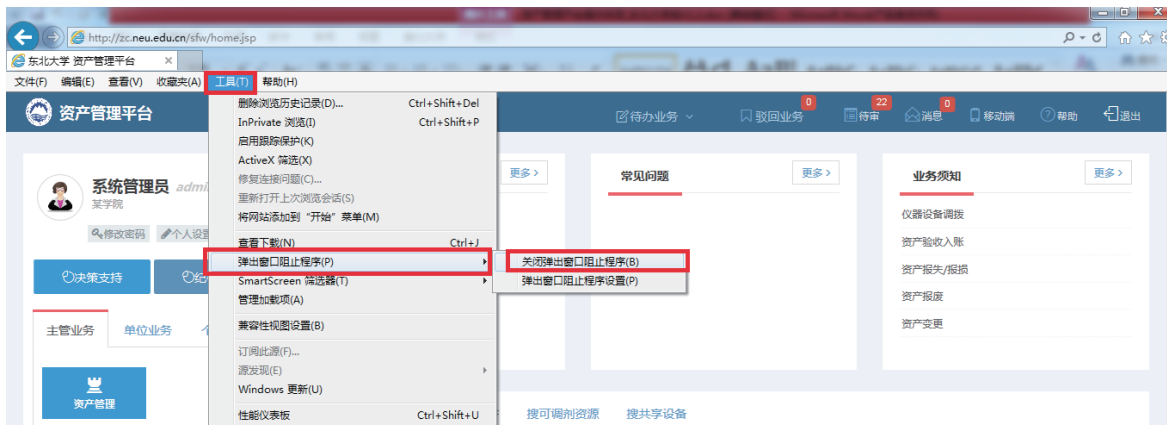 http://zc.neu.edu.cn/sfw/home.jsp
东北大学 资产管理平台
文件(F) 编辑(E) 查看(V) 收藏夹(A) 工具(T) 帮助(H)
资产管理平台
待办业务
驳回业务 0
待审 22
消息 0
移动端
帮助
退出
删除浏览历史记录(D)... Ctrl+Shift+Del
InPrivate 浏览(I) Ctrl+Shift+P
启用跟踪保护(K)
ActiveX 筛选(X)
修复连接问题(C)...
重新打开上次浏览会话(S)
将网站添加到“开始”菜单(M)
查看下载(N) Ctrl+J
弹出窗口阻止程序(P)
SmartScreen 筛选器(T)
管理加载项(A)
兼容性视图设置(B)
订阅此源(F)...
源发现(E)
Windows 更新(U)
性能仪表板 Ctrl+Shift+U
关闭弹出窗口阻止程序(B)
弹出窗口阻止程序设置(P)
系统管理员 admi
某学院
修改密码 个人设
决策支持
主管业务 单位业务
资产管理
更多 >
常见问题 更多 >
业务须知 更多 >
仪器设备调拨
资产验收入账
资产报失/报损
资产报废
资产变更
搜可调剂资源 搜共享设备